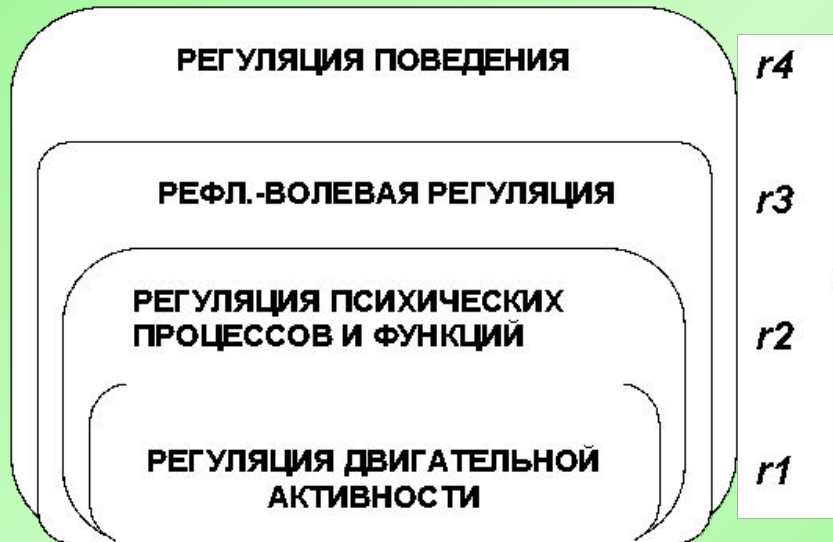 РЕГУЛЯЦИЯ ПОВЕДЕНИЯ r4
РЕФЛ.-ВОЛЕВАЯ РЕГУЛЯЦИЯ r3
РЕГУЛЯЦИЯ ПСИХИЧЕСКИХ
ПРОЦЕССОВ И ФУНКЦИЙ r2
РЕГУЛЯЦИЯ ДВИГАТЕЛЬНОЙ
АКТИВНОСТИ r1